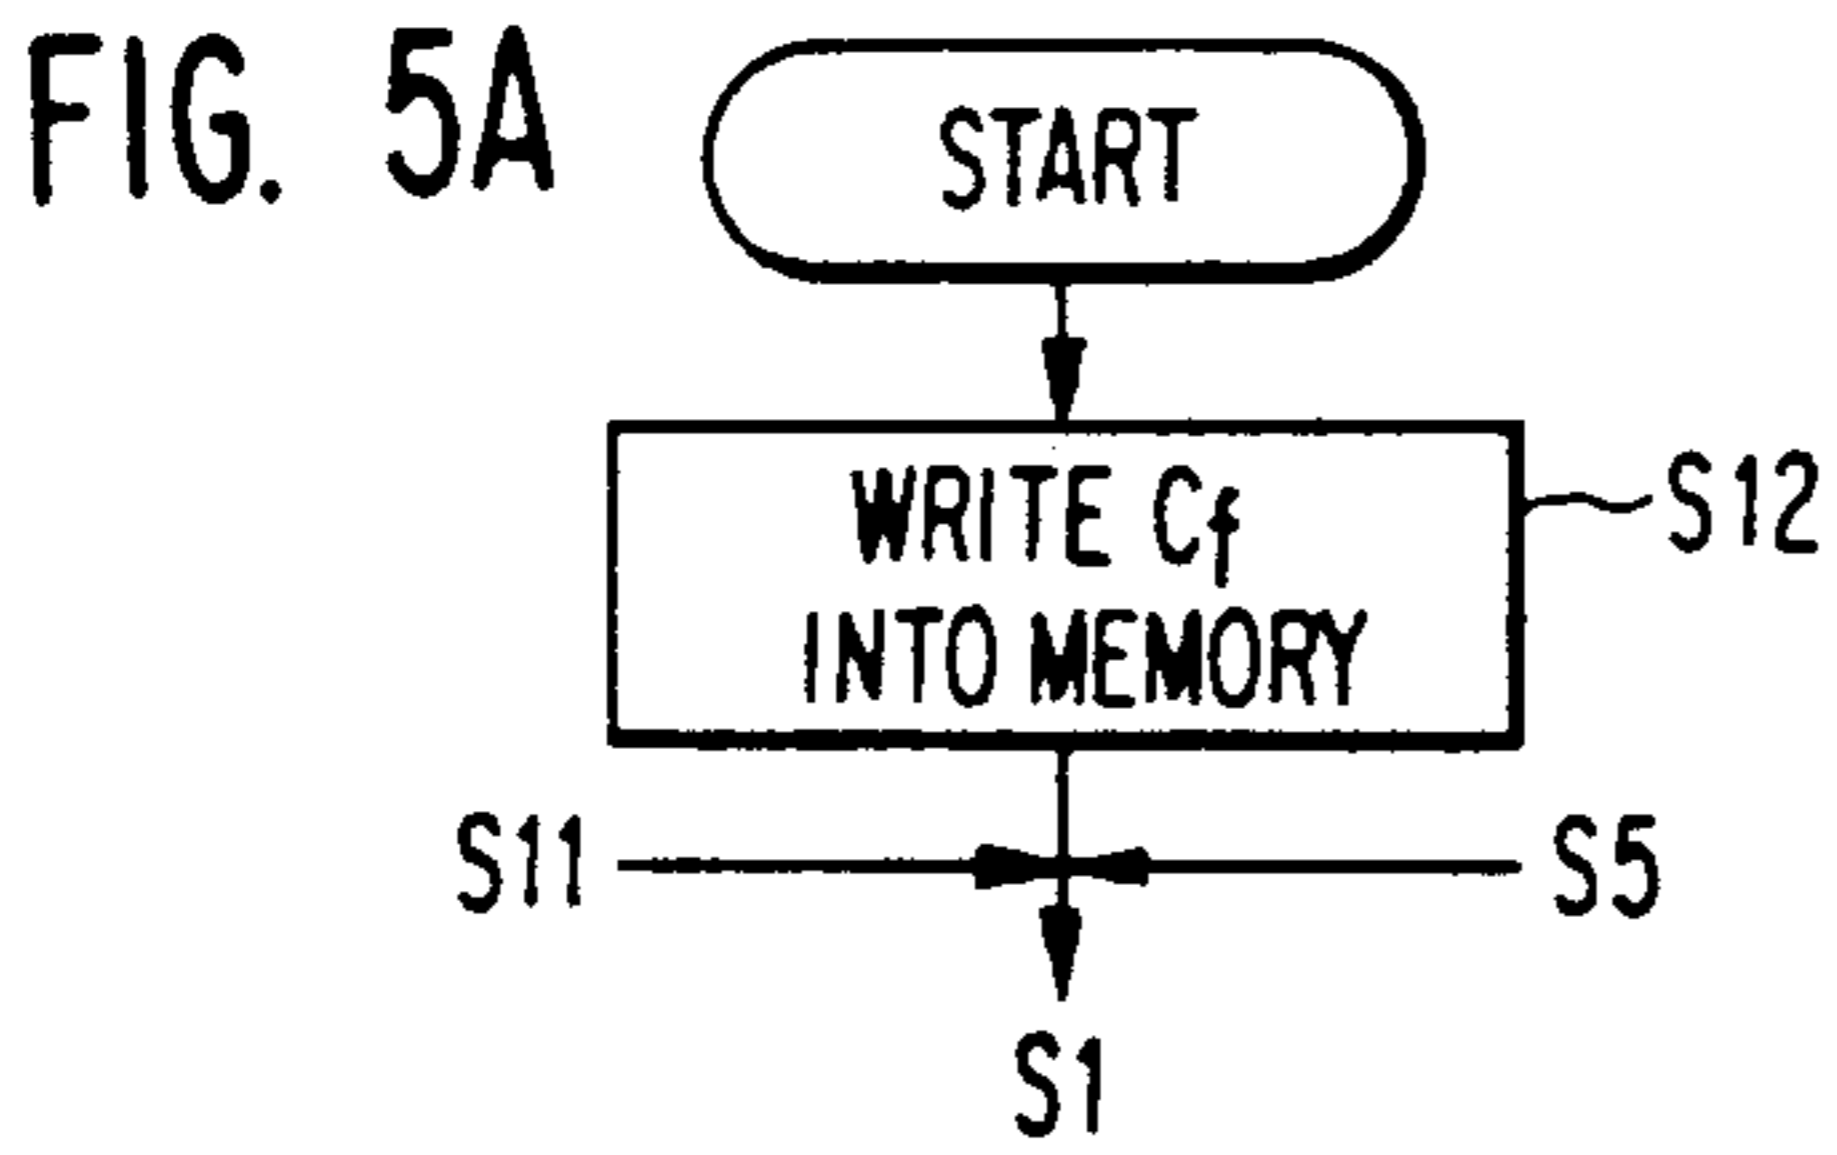 FIG. 5A
START
WRITE Cf
INTO MEMORY
S12
S11
S5
S1